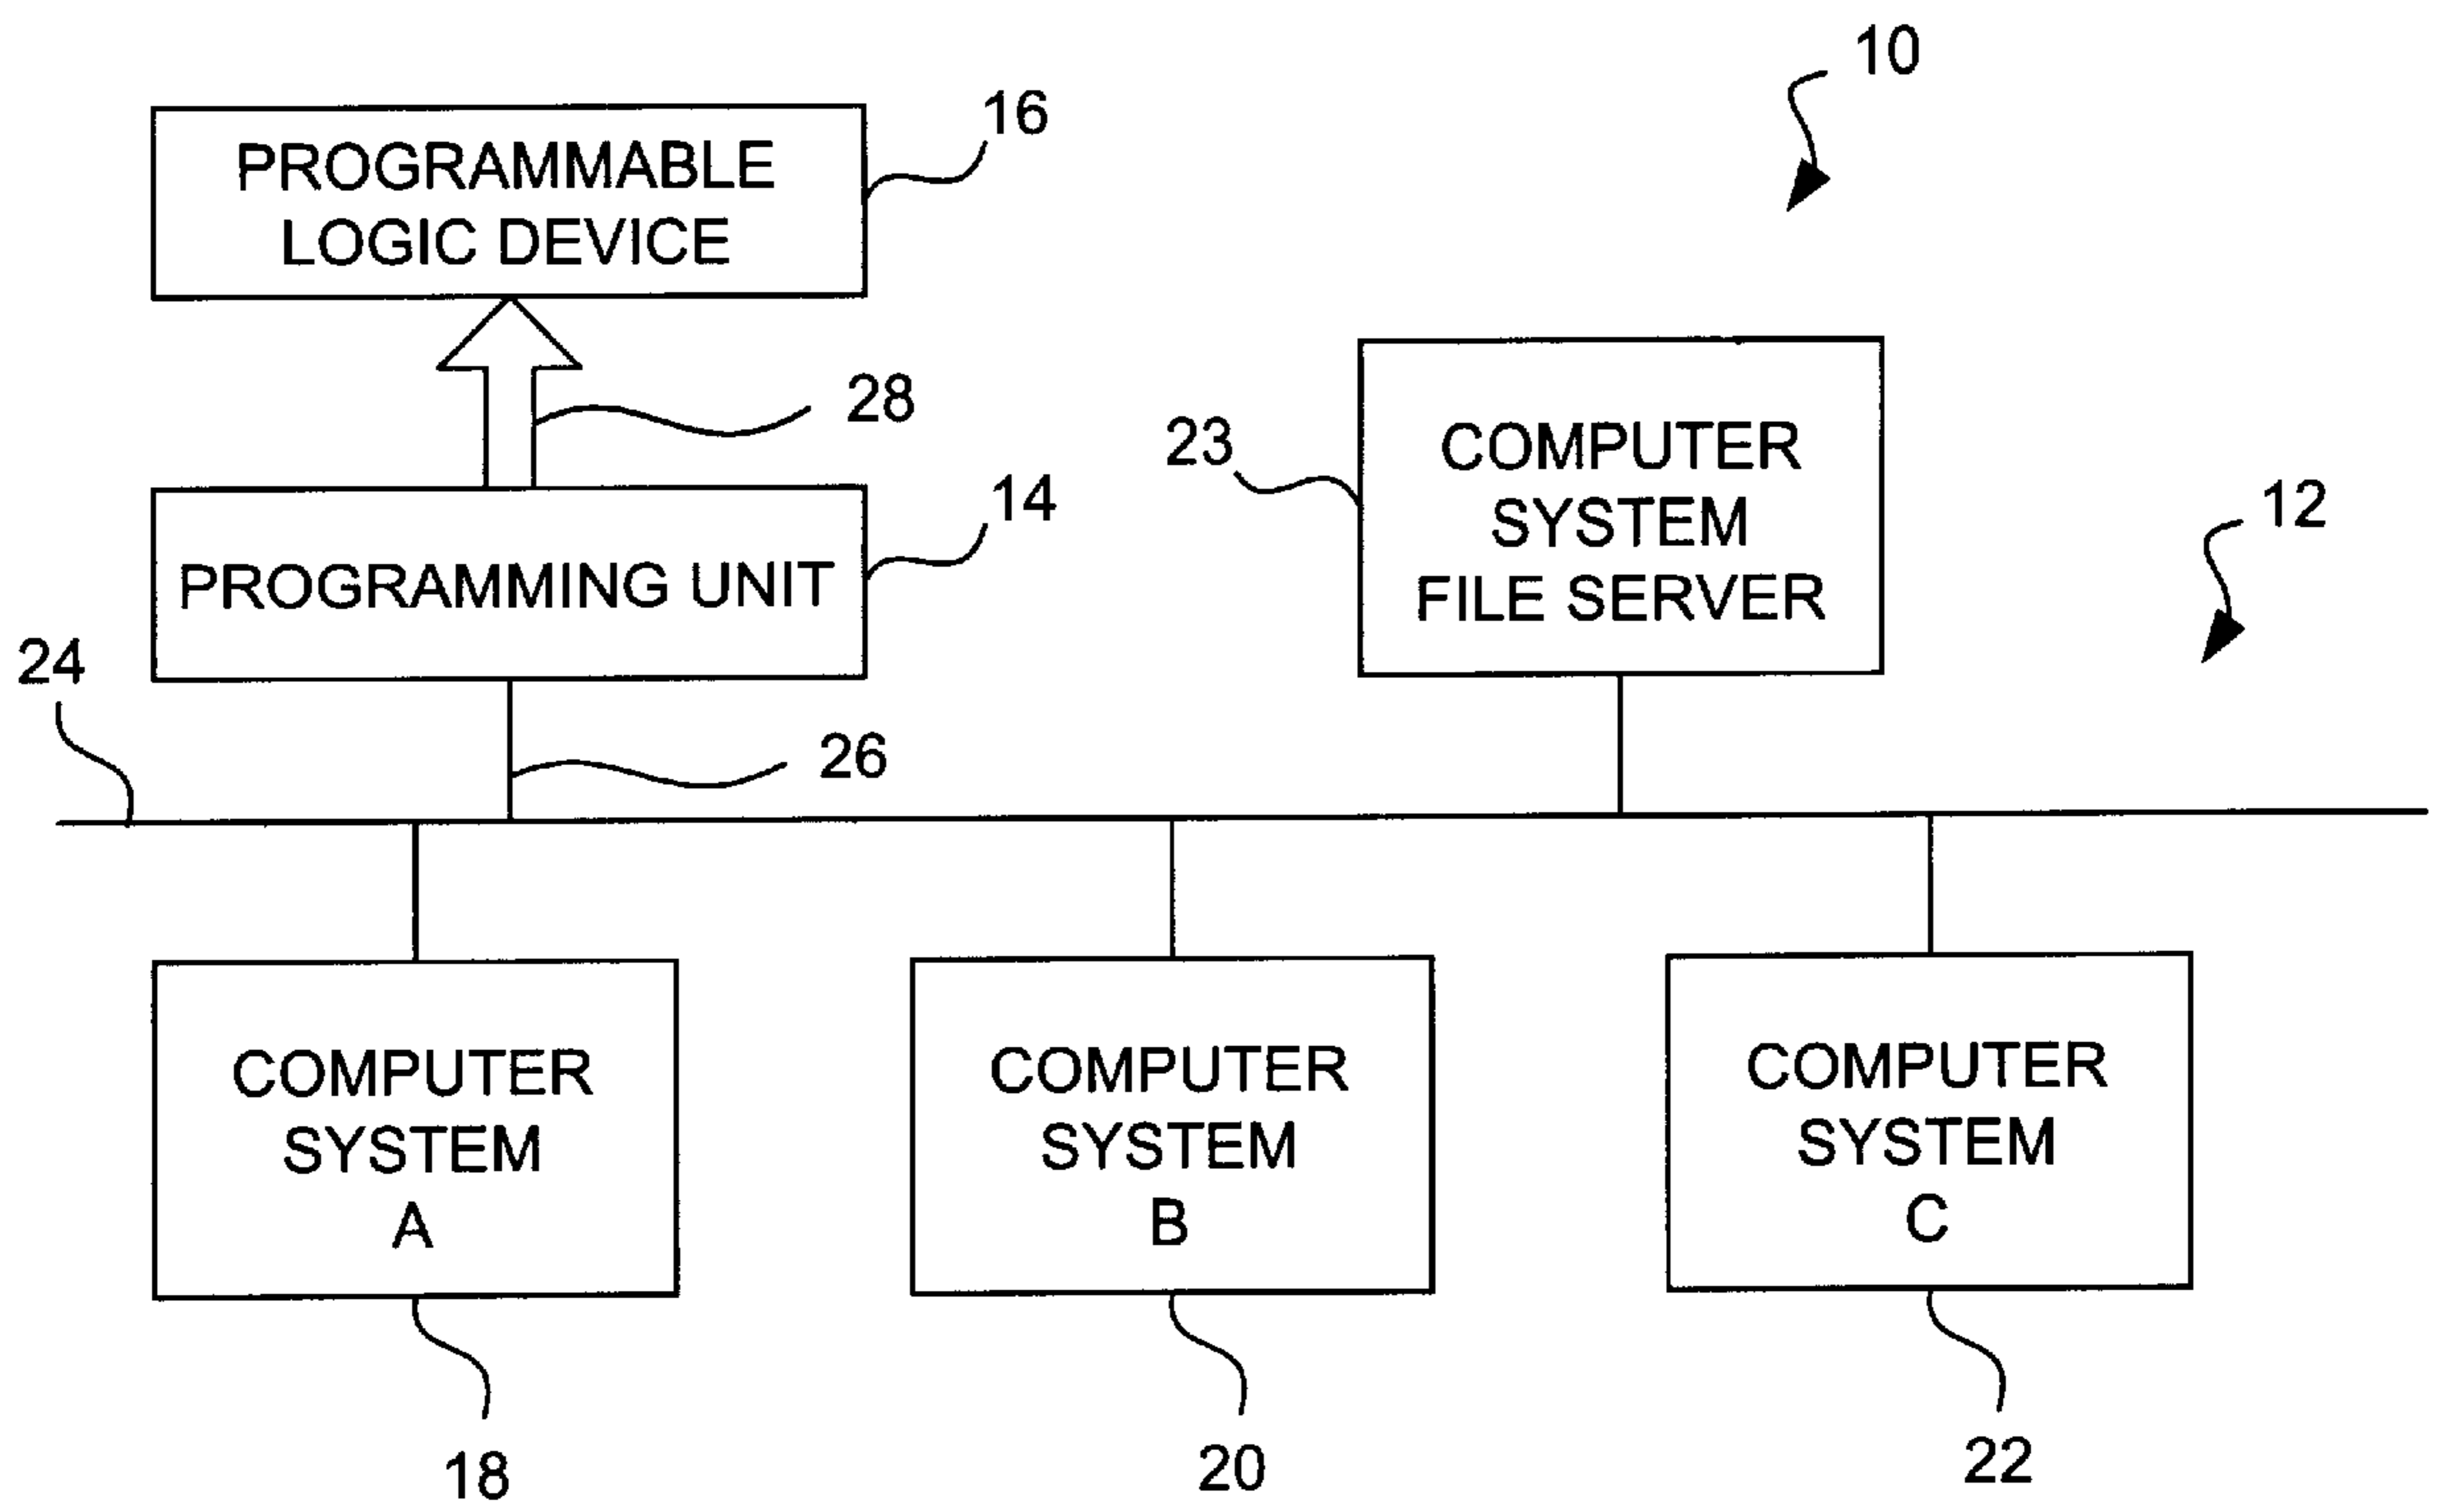 10
PROGRAMMABLE
LOGIC DEVICE
16
28
23
COMPUTER
SYSTEM
FILE SERVER
12
PROGRAMMING UNIT
14
24
26
COMPUTER
SYSTEM
A
COMPUTER
SYSTEM
B
COMPUTER
SYSTEM
C
18
20
22